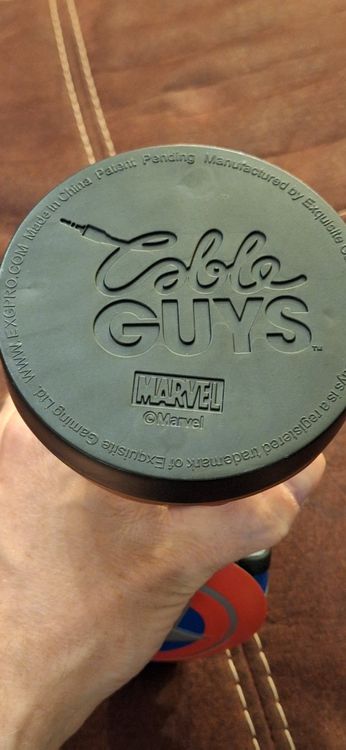 Cable
GUYS™
MARVEL
©Marvel
WWW.EXGPRO.COM Made in China Patent Pending Manufactured by Exquisite
is a registered trademark of Exquisite Gaming Ltd.